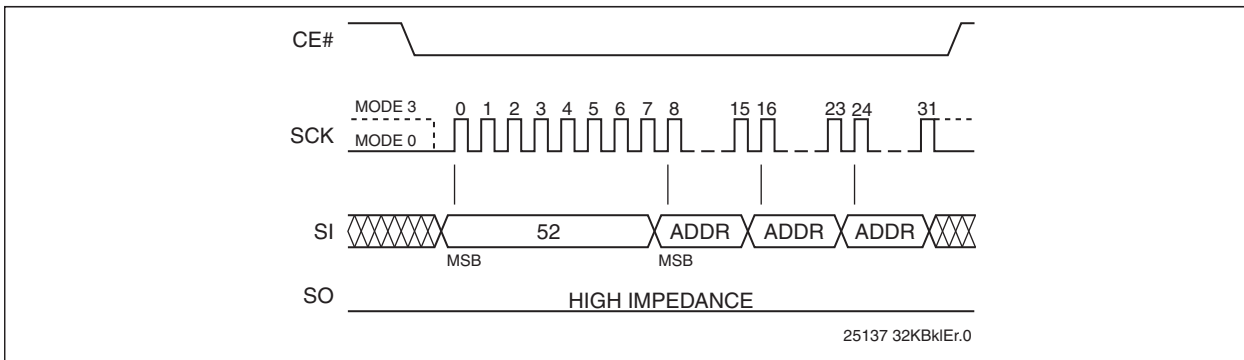 CE#
MODE 3
0 1 2 3 4 5 6 7 8 15 16 23 24 31
SCK
MODE 0
SI
52 ADDR ADDR ADDR
MSB MSB
SO
HIGH IMPEDANCE
25137 32KBklEr.0